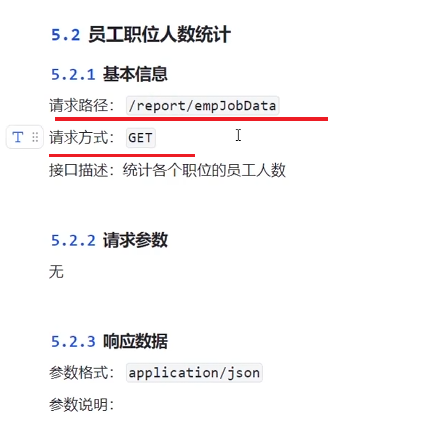 5.2 员工职位人数统计
5.2.1 基本信息
请求路径： /report/empJobData
T 请求方式： GET
接口描述：统计各个职位的员工人数
5.2.2 请求参数
无
5.2.3 响应数据
参数格式： application/json
参数说明：